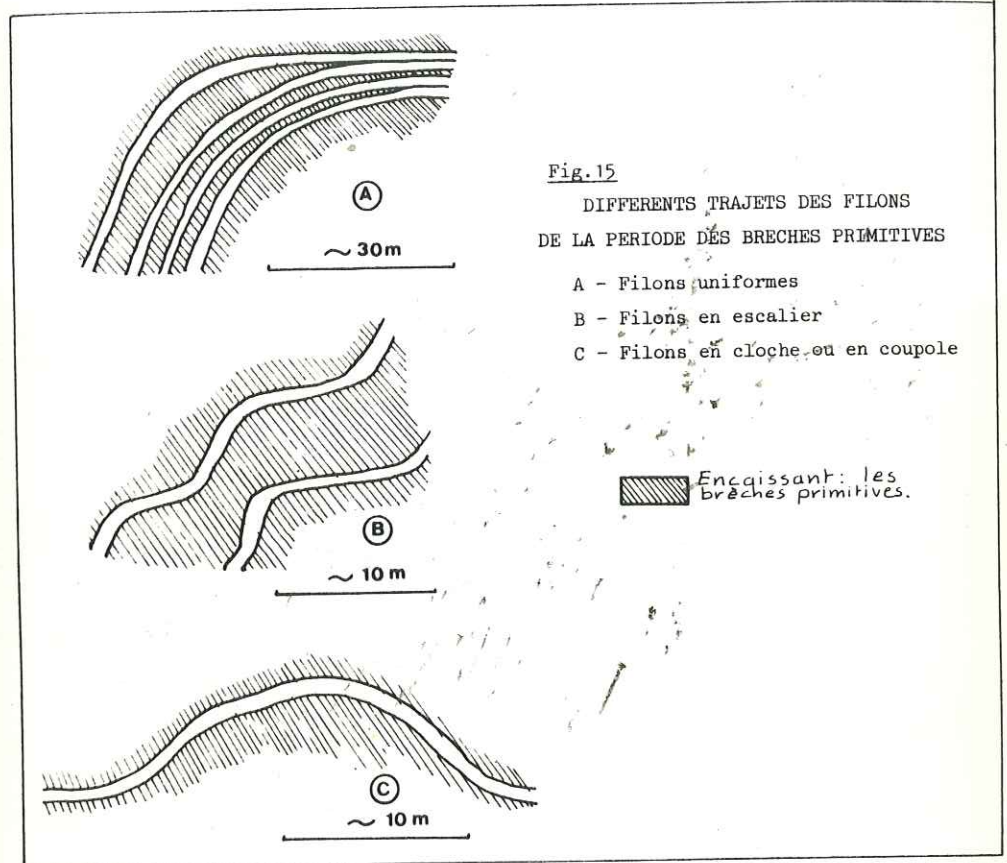 Fig.15
DIFFERENTS TRAJETS DES FILONS
DE LA PERIODE DES BRECHES PRIMITIVES
A - Filons uniformes
B - Filons en escalier
C - Filons en cloche ou en coupole
Encaissant: les
brèches primitives.
A
~ 30m
B
~ 10 m
C
~ 10 m